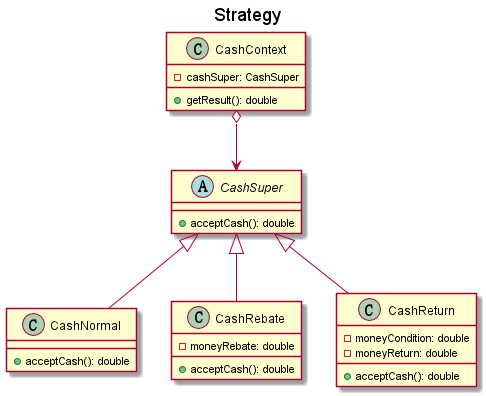 Strategy
C CashContext
cashSuper: CashSuper
getResult(): double
A CashSuper
acceptCash(): double
C CashNormal
acceptCash(): double
C CashRebate
moneyRebate: double
acceptCash(): double
C CashReturn
moneyCondition: double
moneyReturn: double
acceptCash(): double